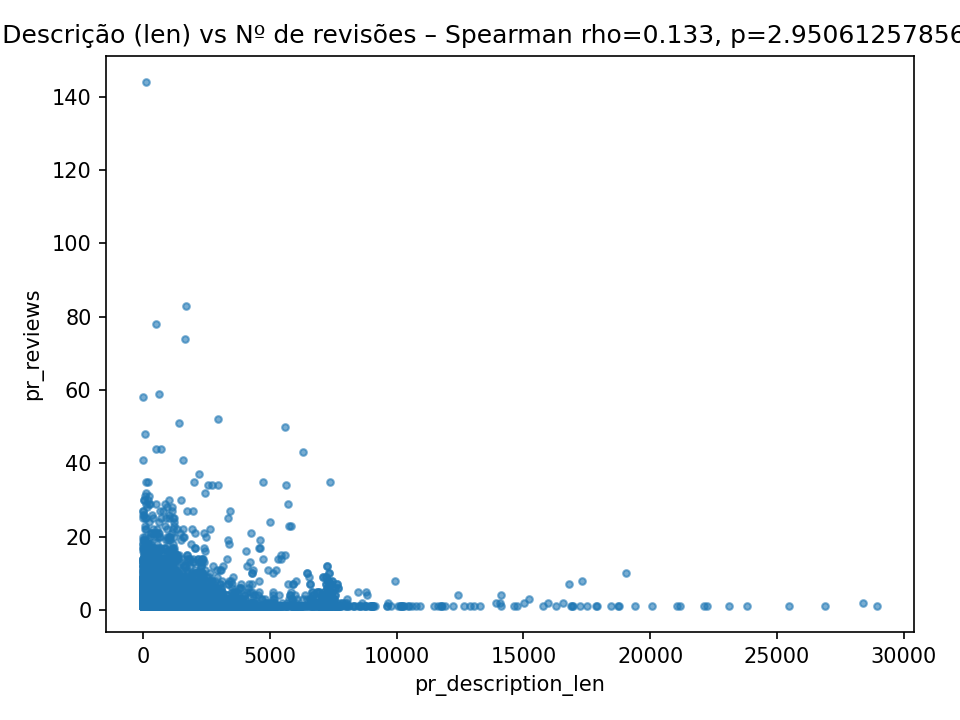 Descrição (len) vs Nº de revisões – Spearman rho=0.133, p=2.95061257856
140
120
100
80
60
40
20
0
pr_reviews
0 5000 10000 15000 20000 25000 30000
pr_description_len